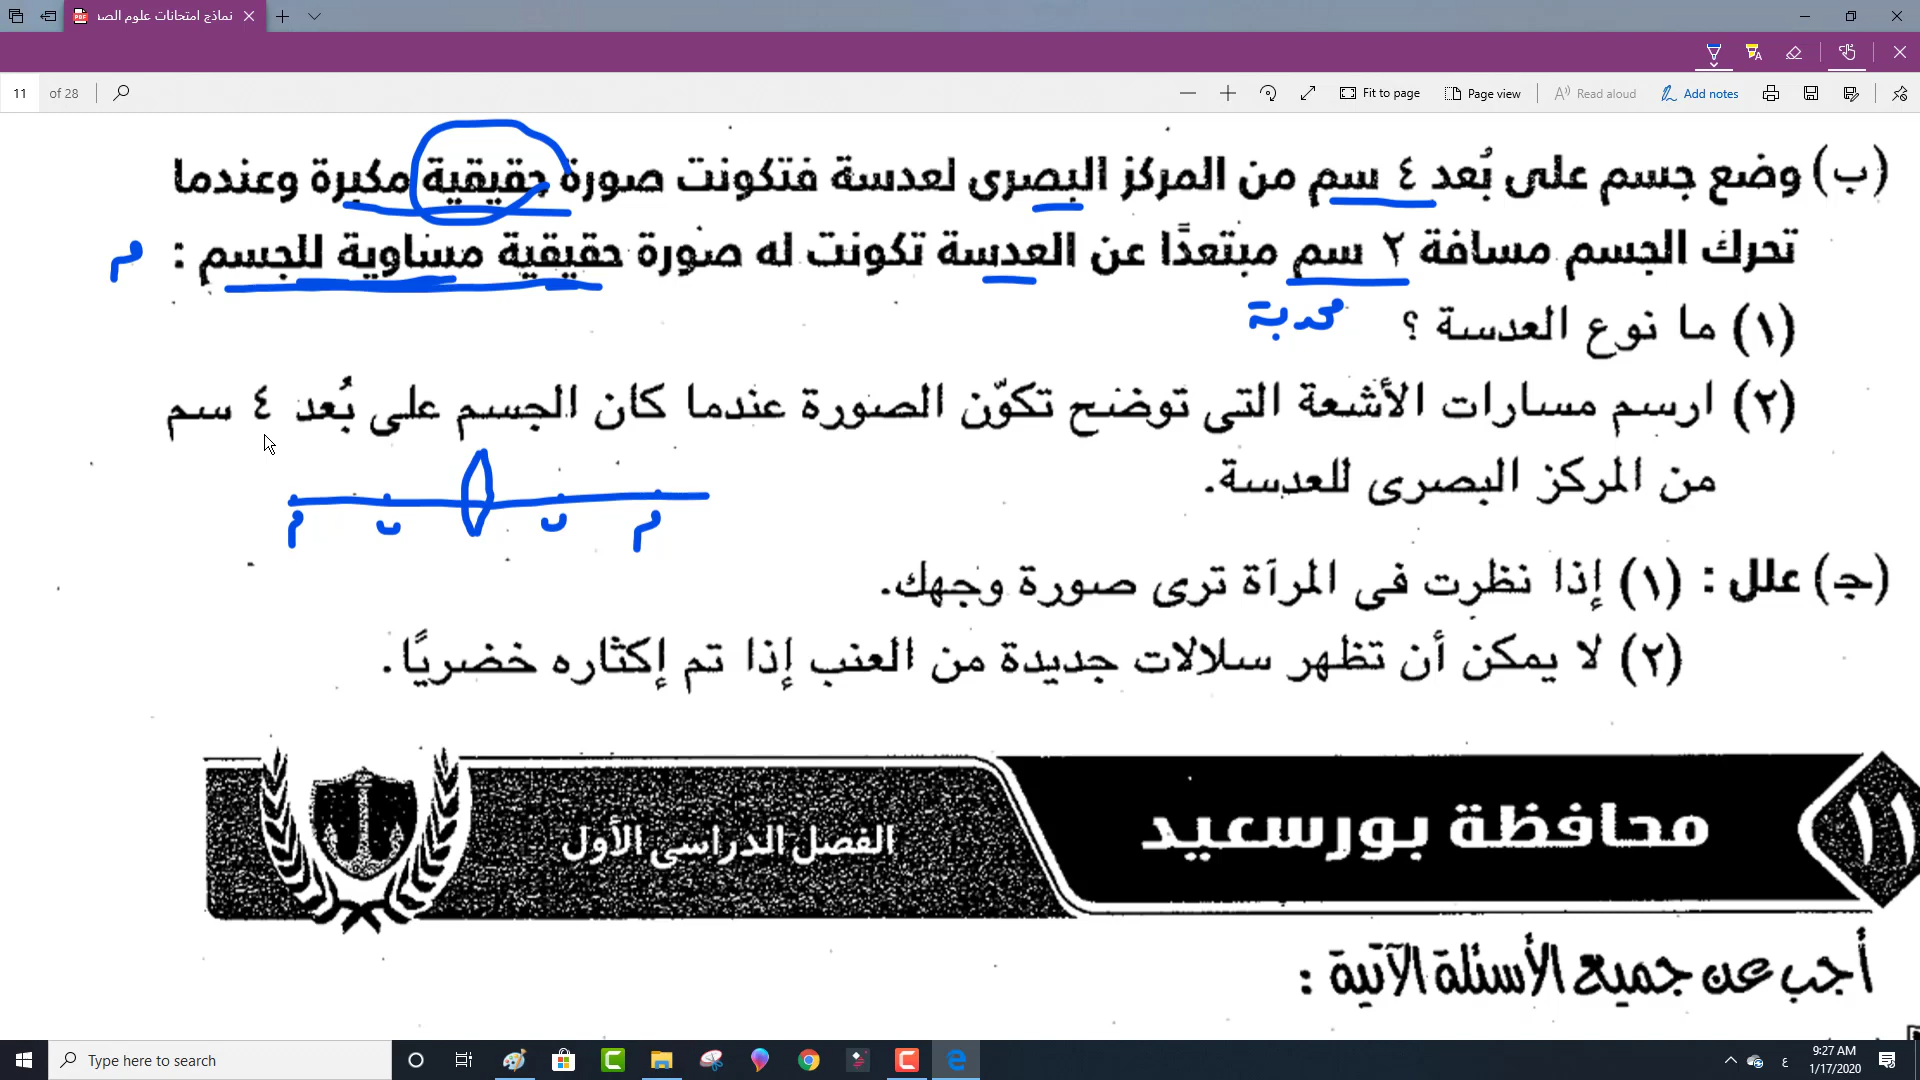 نماذج امتحانات علوم الصف
11 of 28
Fit to page
Page view
Read aloud
Add notes
(ب) وضع جسم على بُعد ٤ سم من المركز البصرى لعدسة فتكونت صورة حقيقية مكبرة وعندما
تحرك الجسم مسافة ٢ سم مبتعدًا عن العدسة تكونت له صورة حقيقية مساوية للجسم :
م
(١) ما نوع العدسة ؟ محدبة
(٢) ارسم مسارات الأشعة التى توضح تكوّن الصورة عندما كان الجسم على بُعد ٤ سم
من المركز البصرى للعدسة.
م ب ب م
(جـ) علل : (١) إذا نظرت فى المرآة ترى صورة وجهك.
(٢) لا يمكن أن تظهر سلالات جديدة من العنب إذا تم إكثاره خضريًا.
١١ محافظة بورسعيد
الفصل الدراسى الأول
أجب عن جميع الأسئلة الآتية :
Type here to search
ع
9:27 AM
1/17/2020